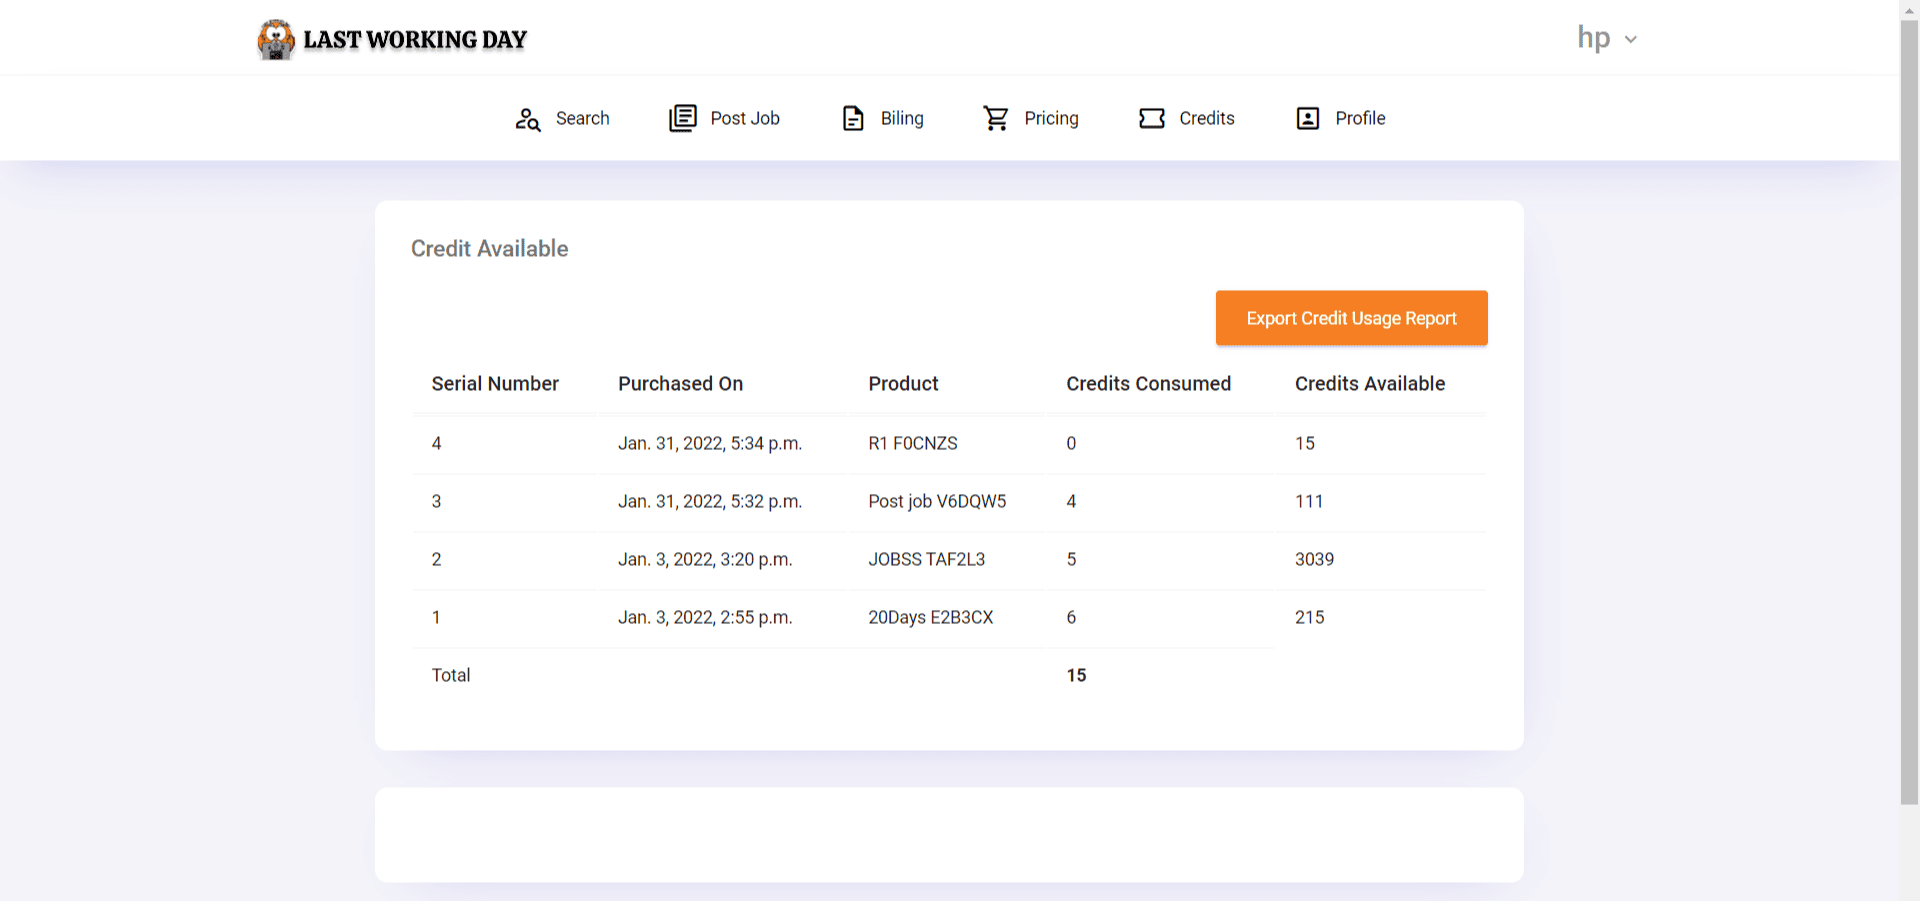 LAST WORKING DAY
hp
Search Post Job Biling Pricing Credits Profile
Credit Available
Export Credit Usage Report
Serial Number Purchased On Product Credits Consumed Credits Available
4 Jan. 31, 2022, 5:34 p.m. R1 F0CNZS 0 15
3 Jan. 31, 2022, 5:32 p.m. Post job V6DQW5 4 111
2 Jan. 3, 2022, 3:20 p.m. JOBSS TAF2L3 5 3039
1 Jan. 3, 2022, 2:55 p.m. 20Days E2B3CX 6 215
Total 15